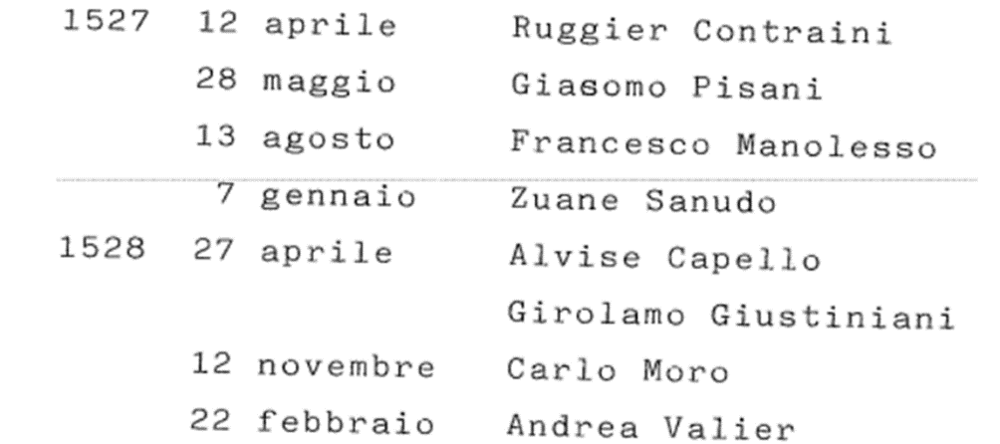 1527 12 aprile Ruggier Contraini
28 maggio Giasomo Pisani
13 agosto Francesco Manolesso
7 gennaio Zuane Sanudo
1528 27 aprile Alvise Capello
Girolamo Giustiniani
12 novembre Carlo Moro
22 febbraio Andrea Valier